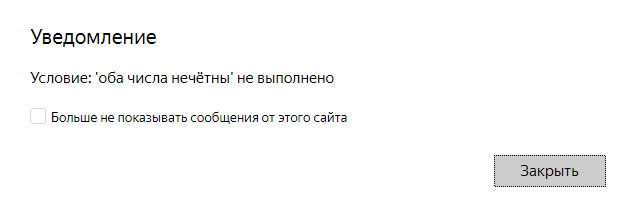 Уведомление
Условие: 'оба числа нечётны' не выполнено
Больше не показывать сообщения от этого сайта
Закрыть